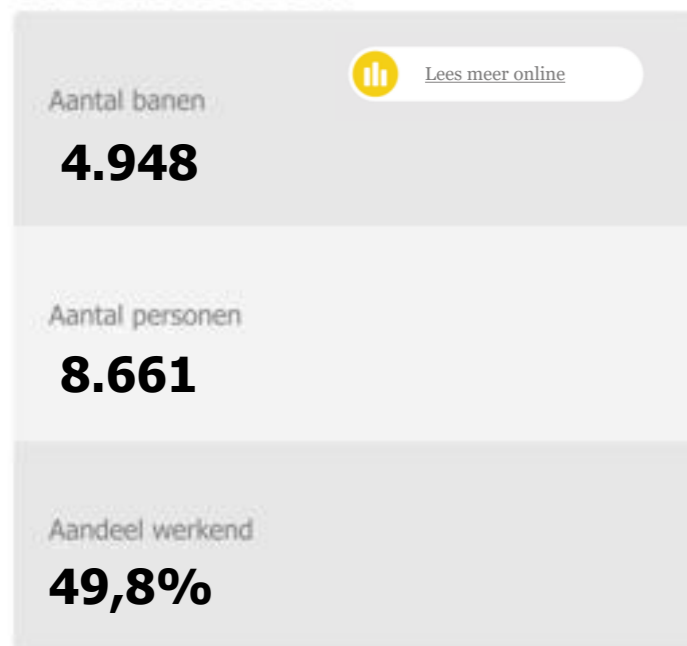 Lees meer online
Aantal banen
4.948
Aantal personen
8.661
Aandeel werkend
49,8%